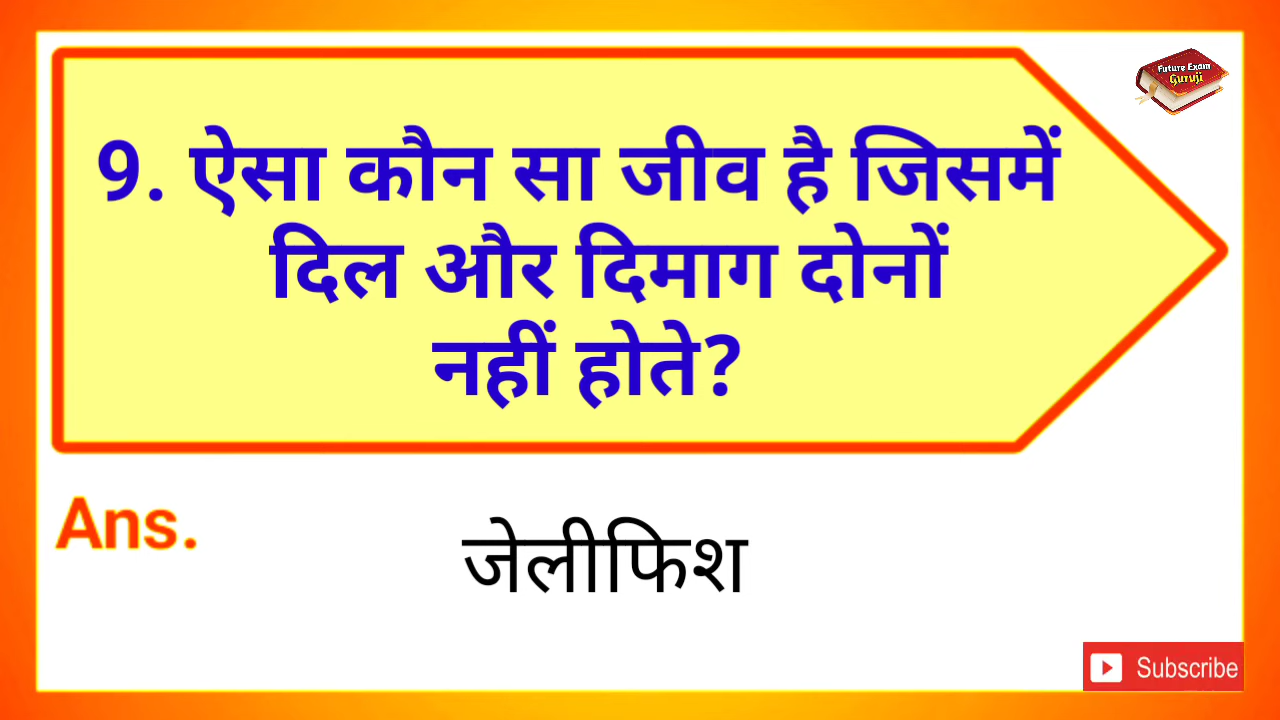 Future Exam
Guruji
9. ऐसा कौन सा जीव है जिसमें
दिल और दिमाग दोनों
नहीं होते?
Ans.
जेलीफिश
Subscribe